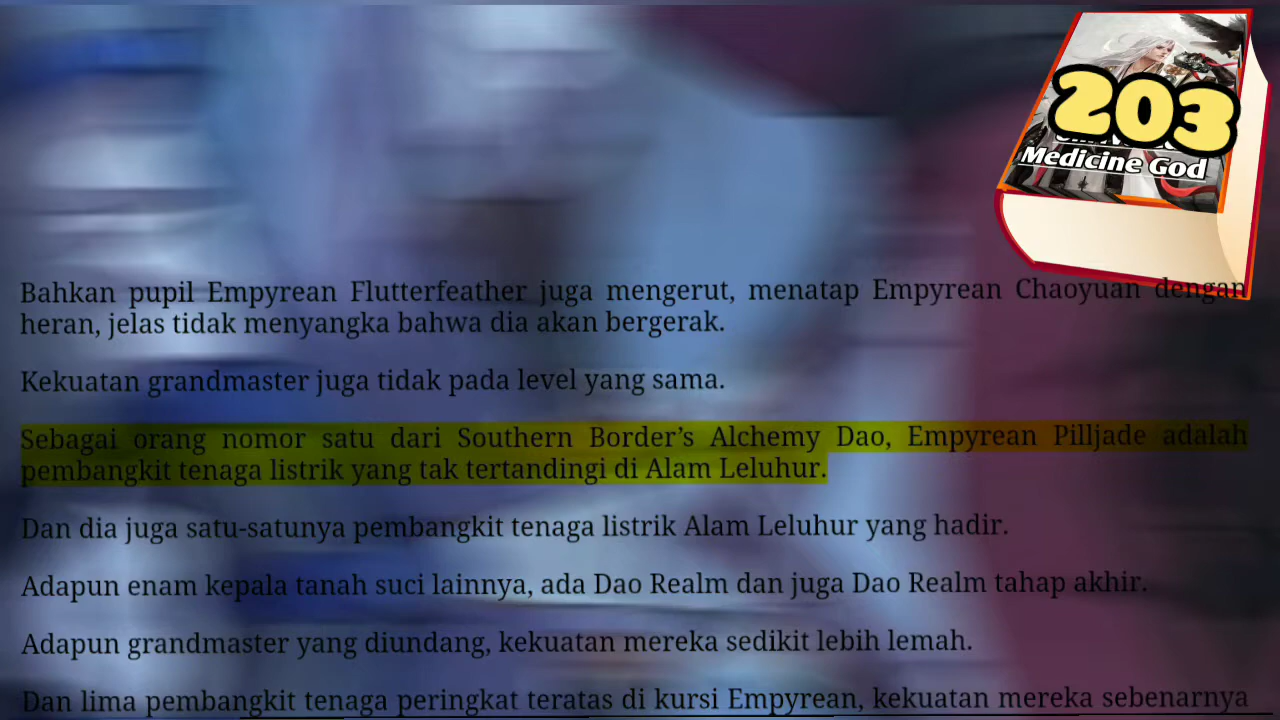 203
Medicine God
Bahkan pupil Empyrean Flutterfeather juga mengerut, menatap Empyrean Chaoyuan dengan
heran, jelas tidak menyangka bahwa dia akan bergerak.
Kekuatan grandmaster juga tidak pada level yang sama.
Sebagai orang nomor satu dari Southern Border’s Alchemy Dao, Empyrean Pilljade adalah
pembangkit tenaga listrik yang tak tertandingi di Alam Leluhur.
Dan dia juga satu-satunya pembangkit tenaga listrik Alam Leluhur yang hadir.
Adapun enam kepala tanah suci lainnya, ada Dao Realm dan juga Dao Realm tahap akhir.
Adapun grandmaster yang diundang, kekuatan mereka sedikit lebih lemah.
Dan lima pembangkit tenaga peringkat teratas di kursi Empyrean, kekuatan mereka sebenarnya